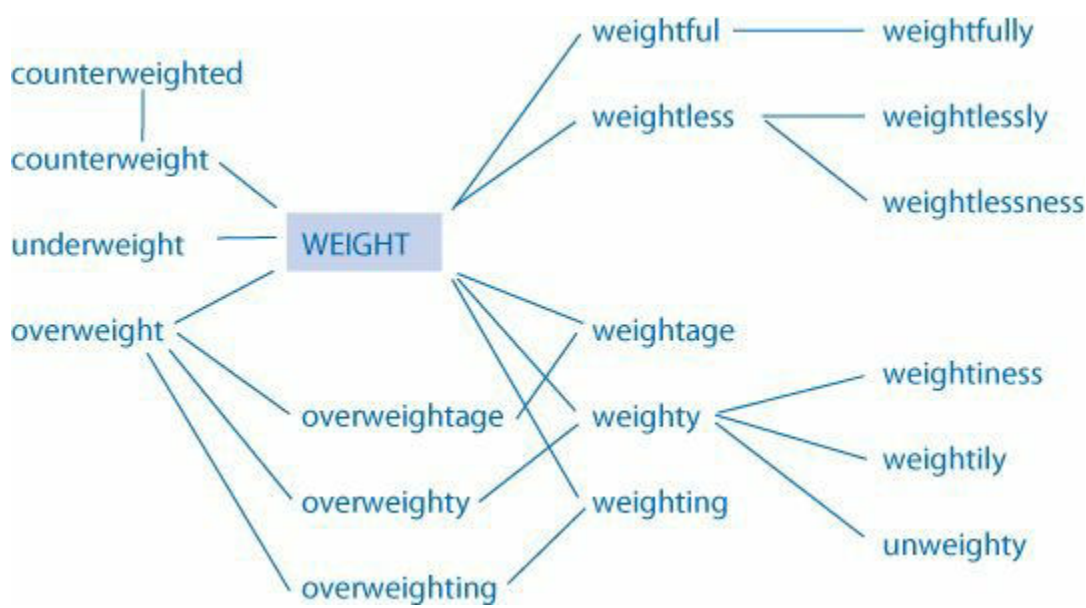 weightful
weightfully
counterweighted
weightless
weightlessly
counterweight
weightlessness
underweight
WEIGHT
overweight
weightage
weightiness
overweightage
weighty
weightily
overweighty
weighting
unweighty
overweighting